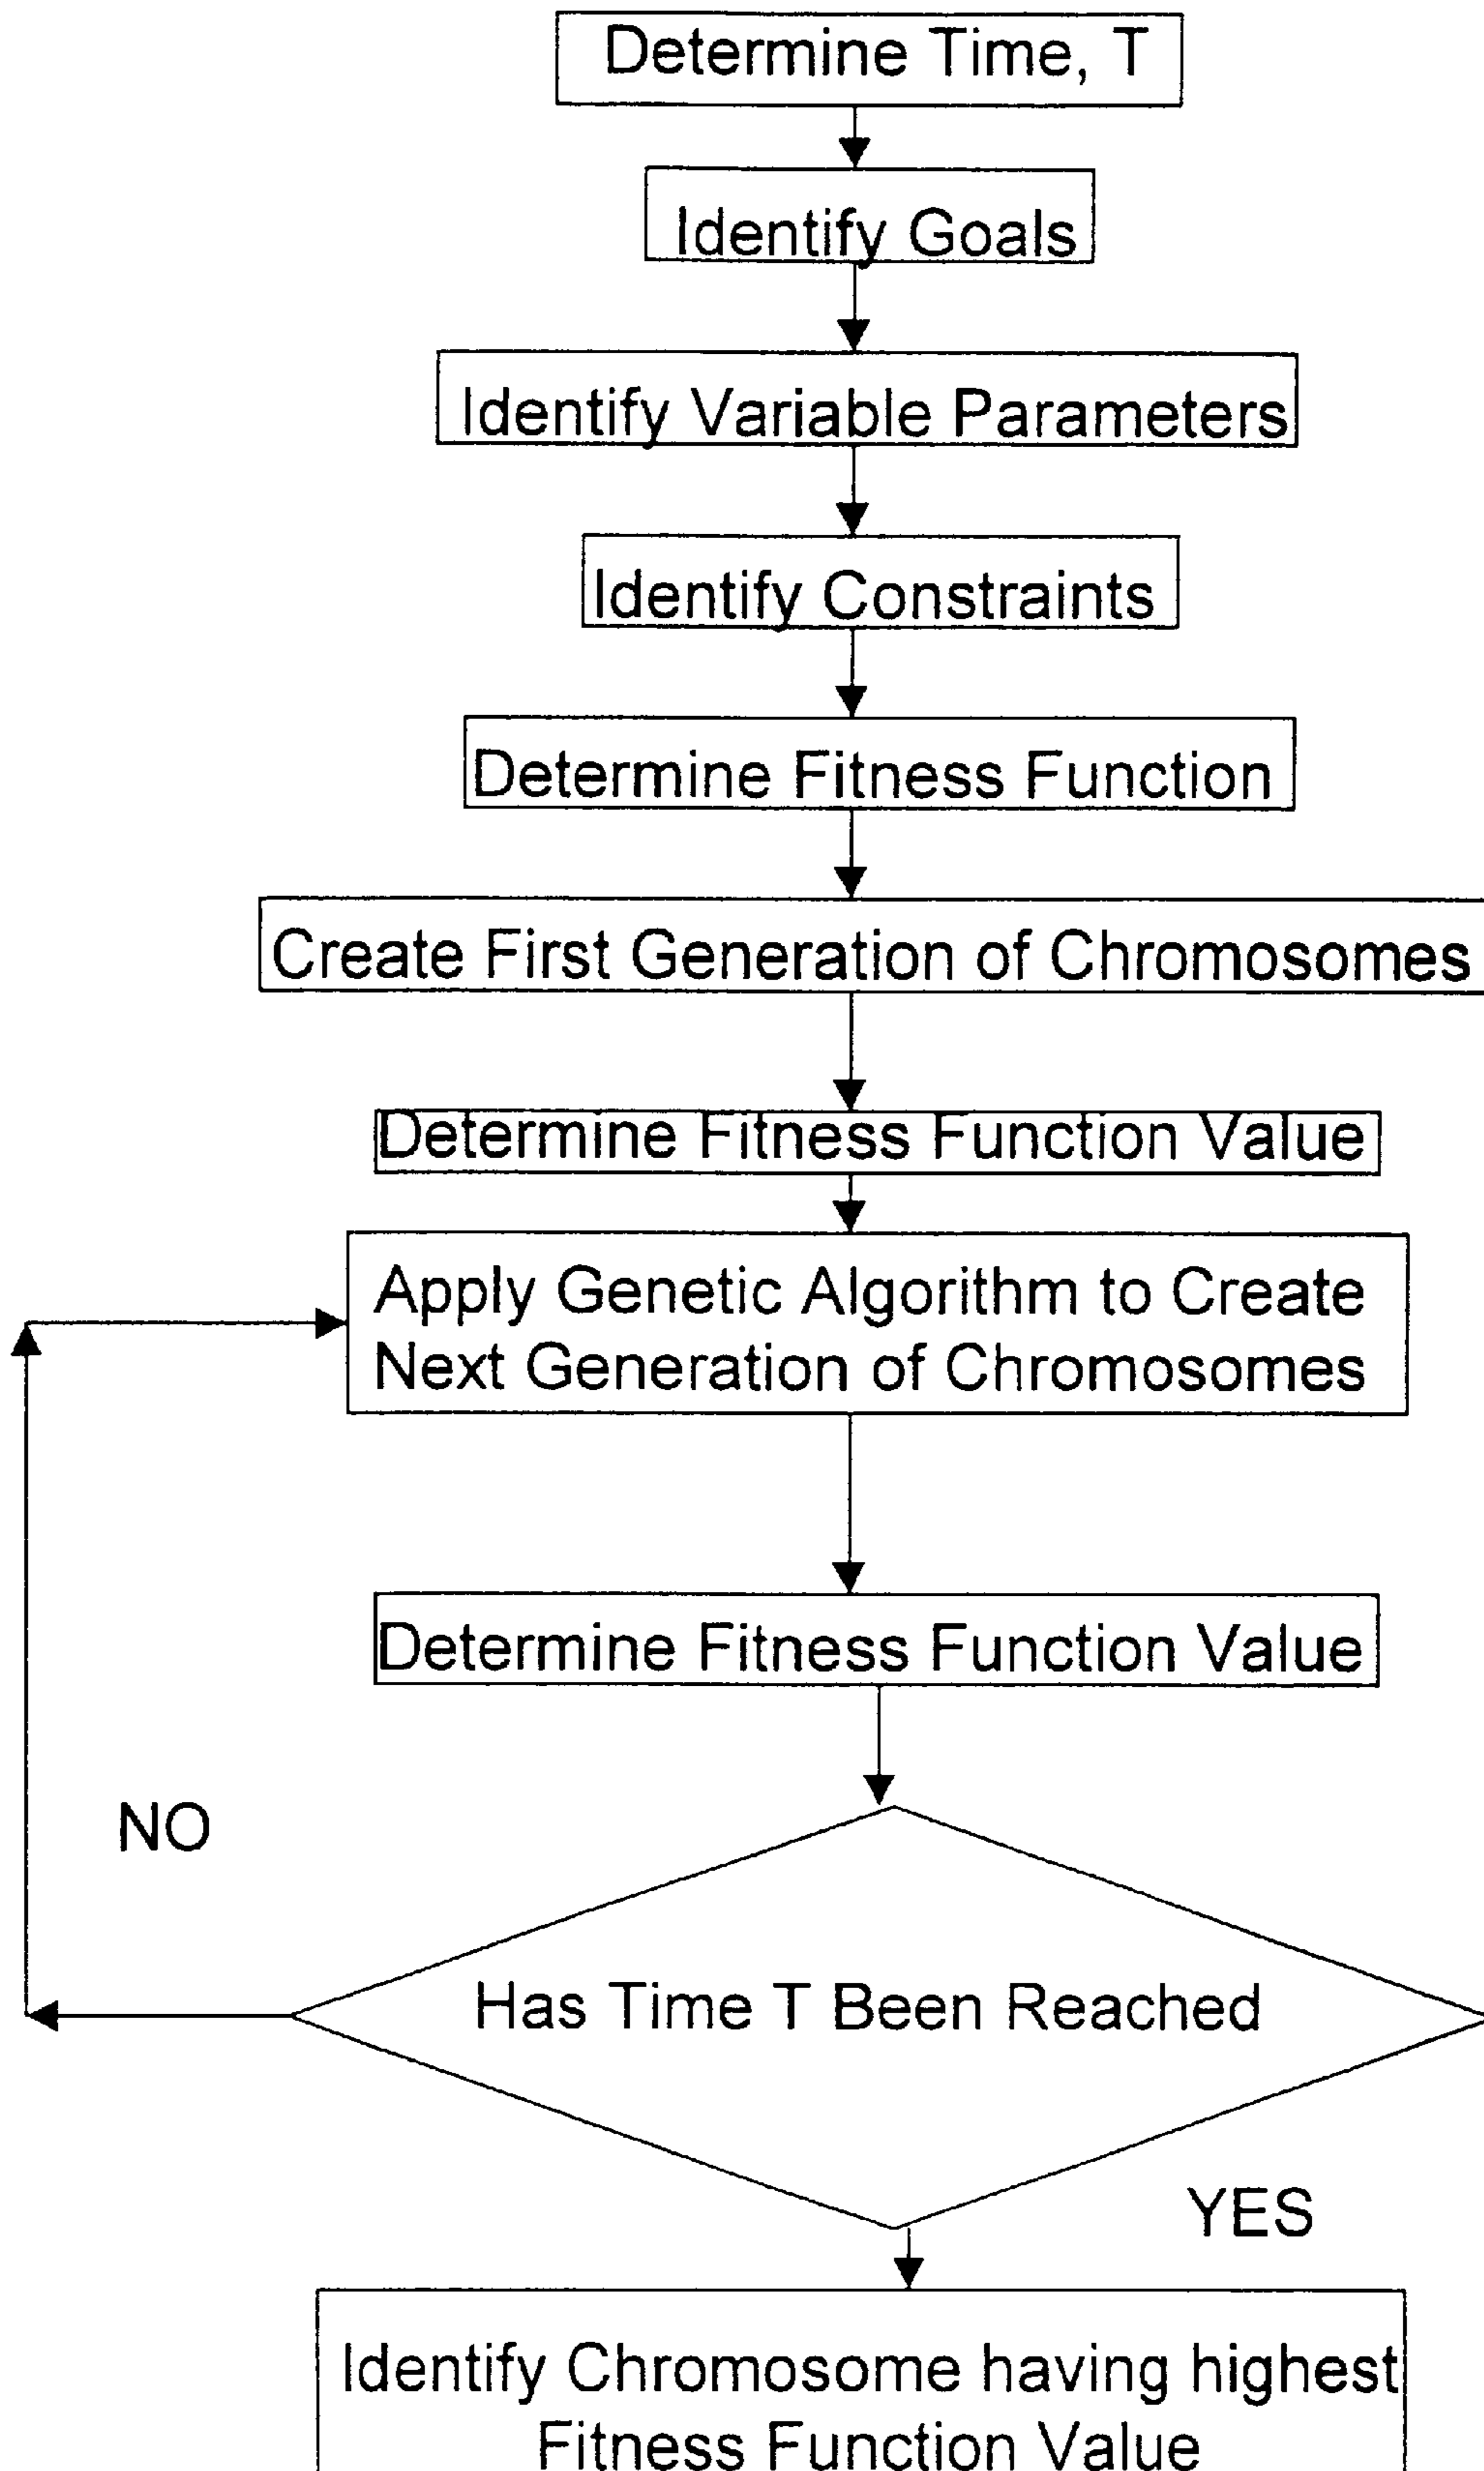 Determine Time, T
Identify Goals
Identify Variable Parameters
Identify Constraints
Determine Fitness Function
Create First Generation of Chromosomes
Determine Fitness Function Value
Apply Genetic Algorithm to Create
Next Generation of Chromosomes
Determine Fitness Function Value
NO
Has Time T Been Reached
YES
Identify Chromosome having highest
Fitness Function Value